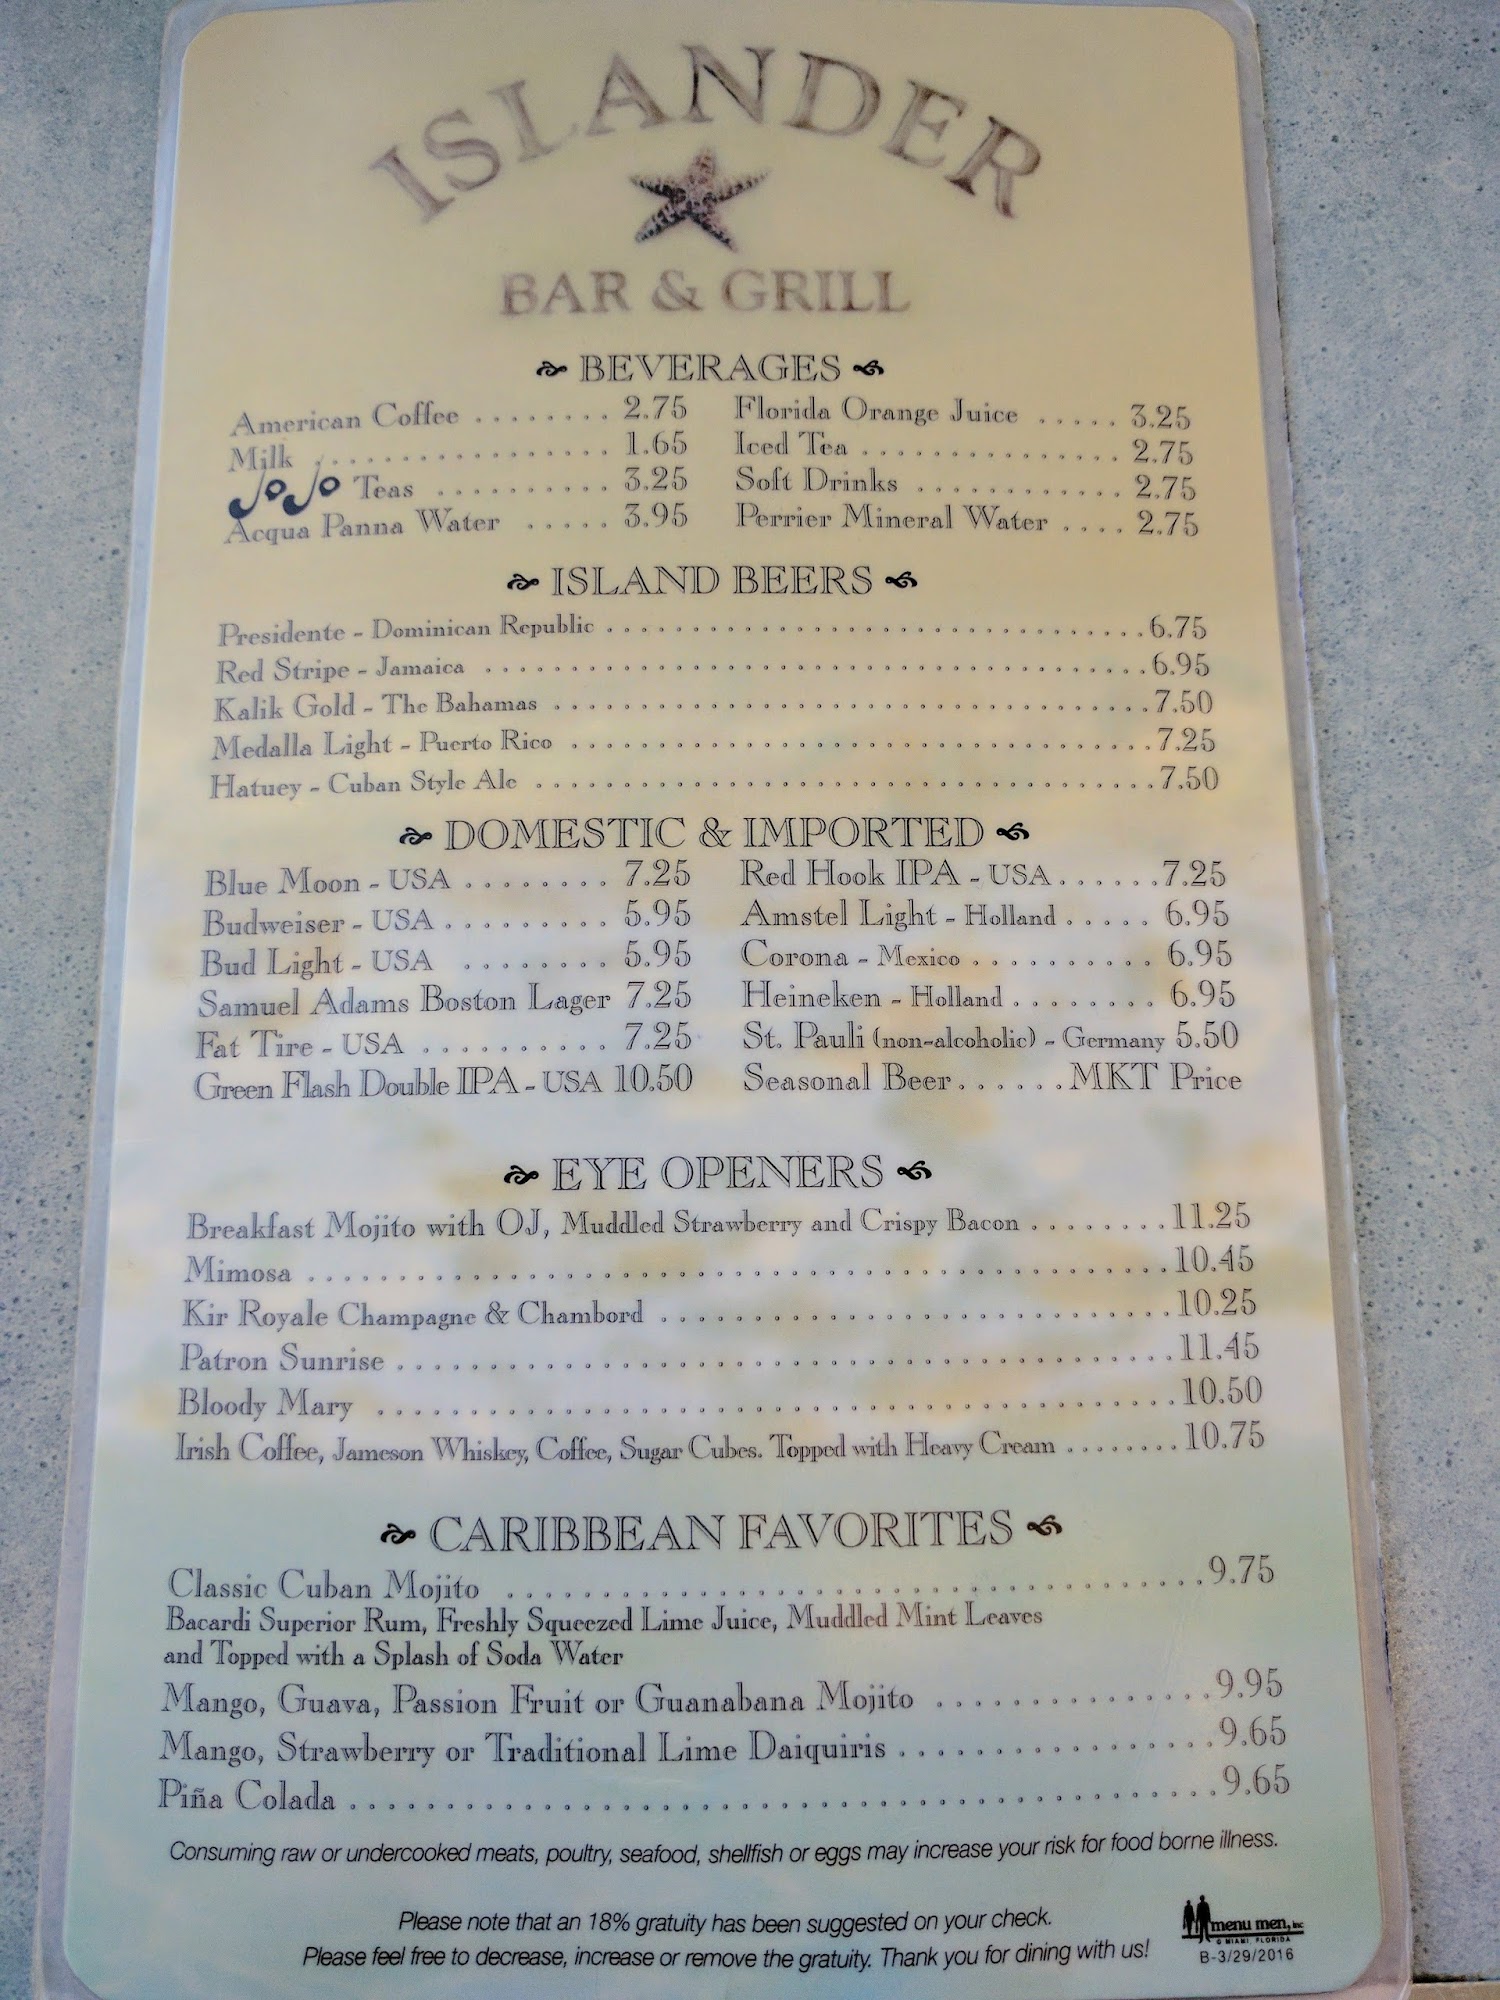 ISLANDER
BAR & GRILL
BEVERAGES
American Coffee ........ 2.75
Milk ................ 1.65
JoJo Teas .......... 3.25
Acqua Panna Water ..... 3.95
Florida Orange Juice ..... 3.25
Iced Tea .............. 2.75
Soft Drinks ........... 2.75
Perrier Mineral Water .... 2.75
ISLAND BEERS
Presidente - Dominican Republic ............................... 6.75
Red Stripe - Jamaica ...................................... 6.95
Kalik Gold - The Bahamas .................................. 7.50
Medalla Light - Puerto Rico ................................. 7.25
Hatuey - Cuban Style Ale ................................... 7.50
DOMESTIC & IMPORTED
Blue Moon - USA ........ 7.25
Budweiser - USA ......... 5.95
Bud Light - USA ........ 5.95
Samuel Adams Boston Lager 7.25
Fat Tire - USA .......... 7.25
Green Flash Double IPA - USA 10.50
Red Hook IPA - USA ...... 7.25
Amstel Light - Holland ..... 6.95
Corona - Mexico .......... 6.95
Heineken - Holland ........ 6.95
St. Pauli (non-alcoholic) - Germany 5.50
Seasonal Beer ...... MKT Price
EYE OPENERS
Breakfast Mojito with OJ, Muddled Strawberry and Crispy Bacon ........ 11.25
Mimosa ............................................. 10.45
Kir Royale Champagne & Chambord ........................... 10.25
Patron Sunrise ........................................ 11.45
Bloody Mary ......................................... 10.50
Irish Coffee, Jameson Whiskey, Coffee, Sugar Cubes. Topped with Heavy Cream ........ 10.75
CARIBBEAN FAVORITES
Classic Cuban Mojito .................................. 9.75
Bacardi Superior Rum, Freshly Squeezed Lime Juice, Muddled Mint Leaves
and Topped with a Splash of Soda Water
Mango, Guava, Passion Fruit or Guanabana Mojito ............... 9.95
Mango, Strawberry or Traditional Lime Daiquiris ................. 9.65
Piña Colada ............................................ 9.65
Consuming raw or undercooked meats, poultry, seafood, shellfish or eggs may increase your risk for food borne illness.
Please note that an 18% gratuity has been suggested on your check.
Please feel free to decrease, increase or remove the gratuity. Thank you for dining with us!
menu men, inc
© MIAMI, FLORIDA
B-3/29/2016